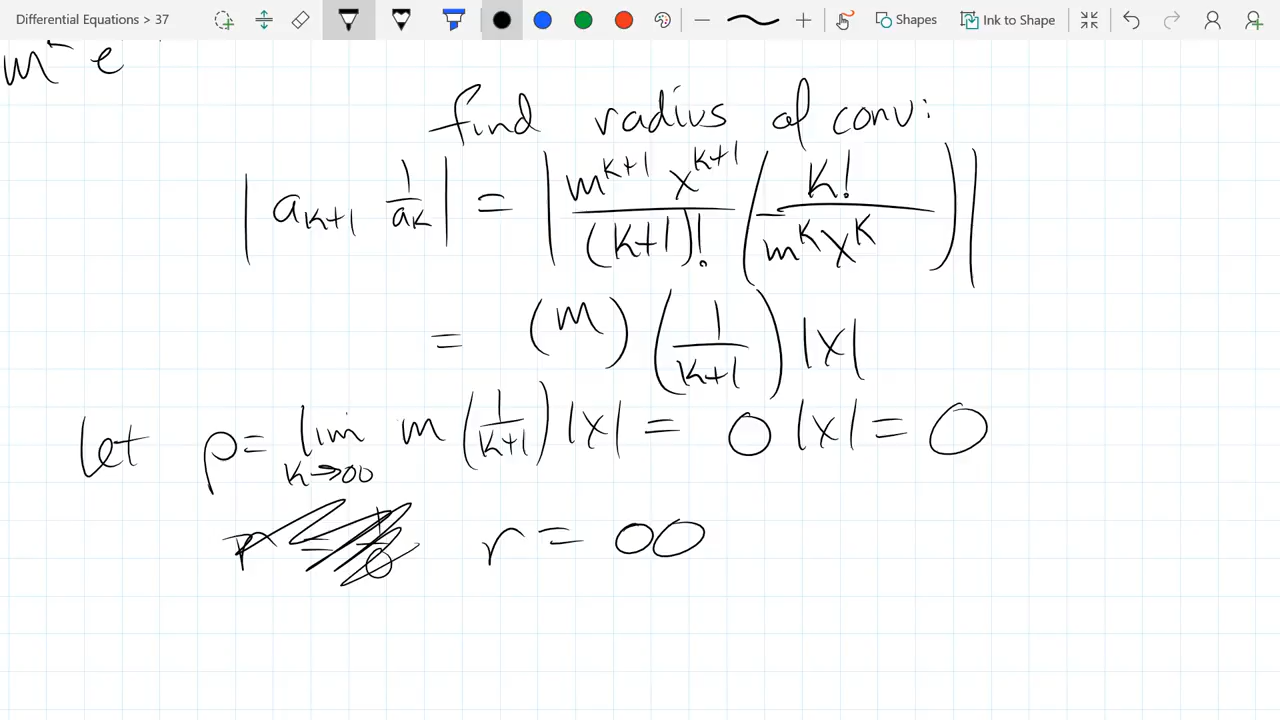 Differential Equations > 37
Shapes
Ink to Shape
m^k e
find radius of conv:
|a_{k+1} 1/a_k| = |m^{k+1} x^{k+1}/(k+1)! (k!/m^k x^k)|
= (m) (1/k+1) |x|
let ρ = lim k→∞ m (1/k+1) |x| = 0 |x| = 0
r = ∞